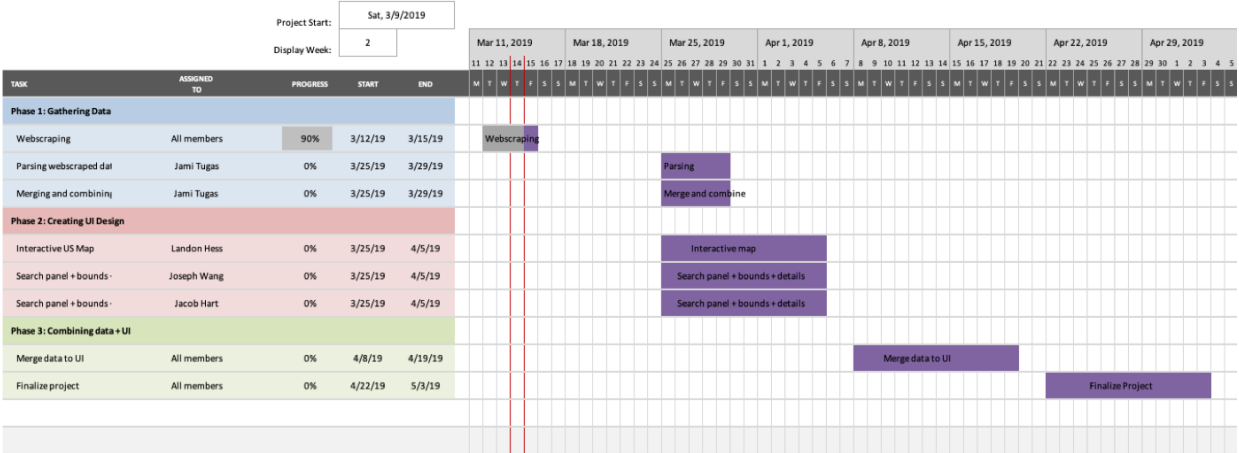 Project Start: Sat, 3/9/2019
Display Week: 2
Mar 11, 2019 Mar 18, 2019 Mar 25, 2019 Apr 1, 2019 Apr 8, 2019 Apr 15, 2019 Apr 22, 2019 Apr 29, 2019
11 12 13 14 15 16 17 18 19 20 21 22 23 24 25 26 27 28 29 30 31 1 2 3 4 5 6 7 8 9 10 11 12 13 14 15 16 17 18 19 20 21 22 23 24 25 26 27 28 29 30 1 2 3 4 5
TASK ASSIGNED TO PROGRESS START END M T W T F S S M T W T F S S M T W T F S S M T W T F S S M T W T F S S M T W T F S S M T W T F S S M T W T F S S
Phase 1: Gathering Data
Webscraping All members 90% 3/12/19 3/15/19 Webscraping
Parsing webscraped dat Jami Tugas 0% 3/25/19 3/29/19 Parsing
Merging and combining Jami Tugas 0% 3/25/19 3/29/19 Merge and combine
Phase 2: Creating UI Design
Interactive US Map Landon Hess 0% 3/25/19 4/5/19 Interactive map
Search panel + bounds Joseph Wang 0% 3/25/19 4/5/19 Search panel + bounds + details
Search panel + bounds Jacob Hart 0% 3/25/19 4/5/19 Search panel + bounds + details
Phase 3: Combining data + UI
Merge data to UI All members 0% 4/8/19 4/19/19 Merge data to UI
Finalize project All members 0% 4/22/19 5/3/19 Finalize Project